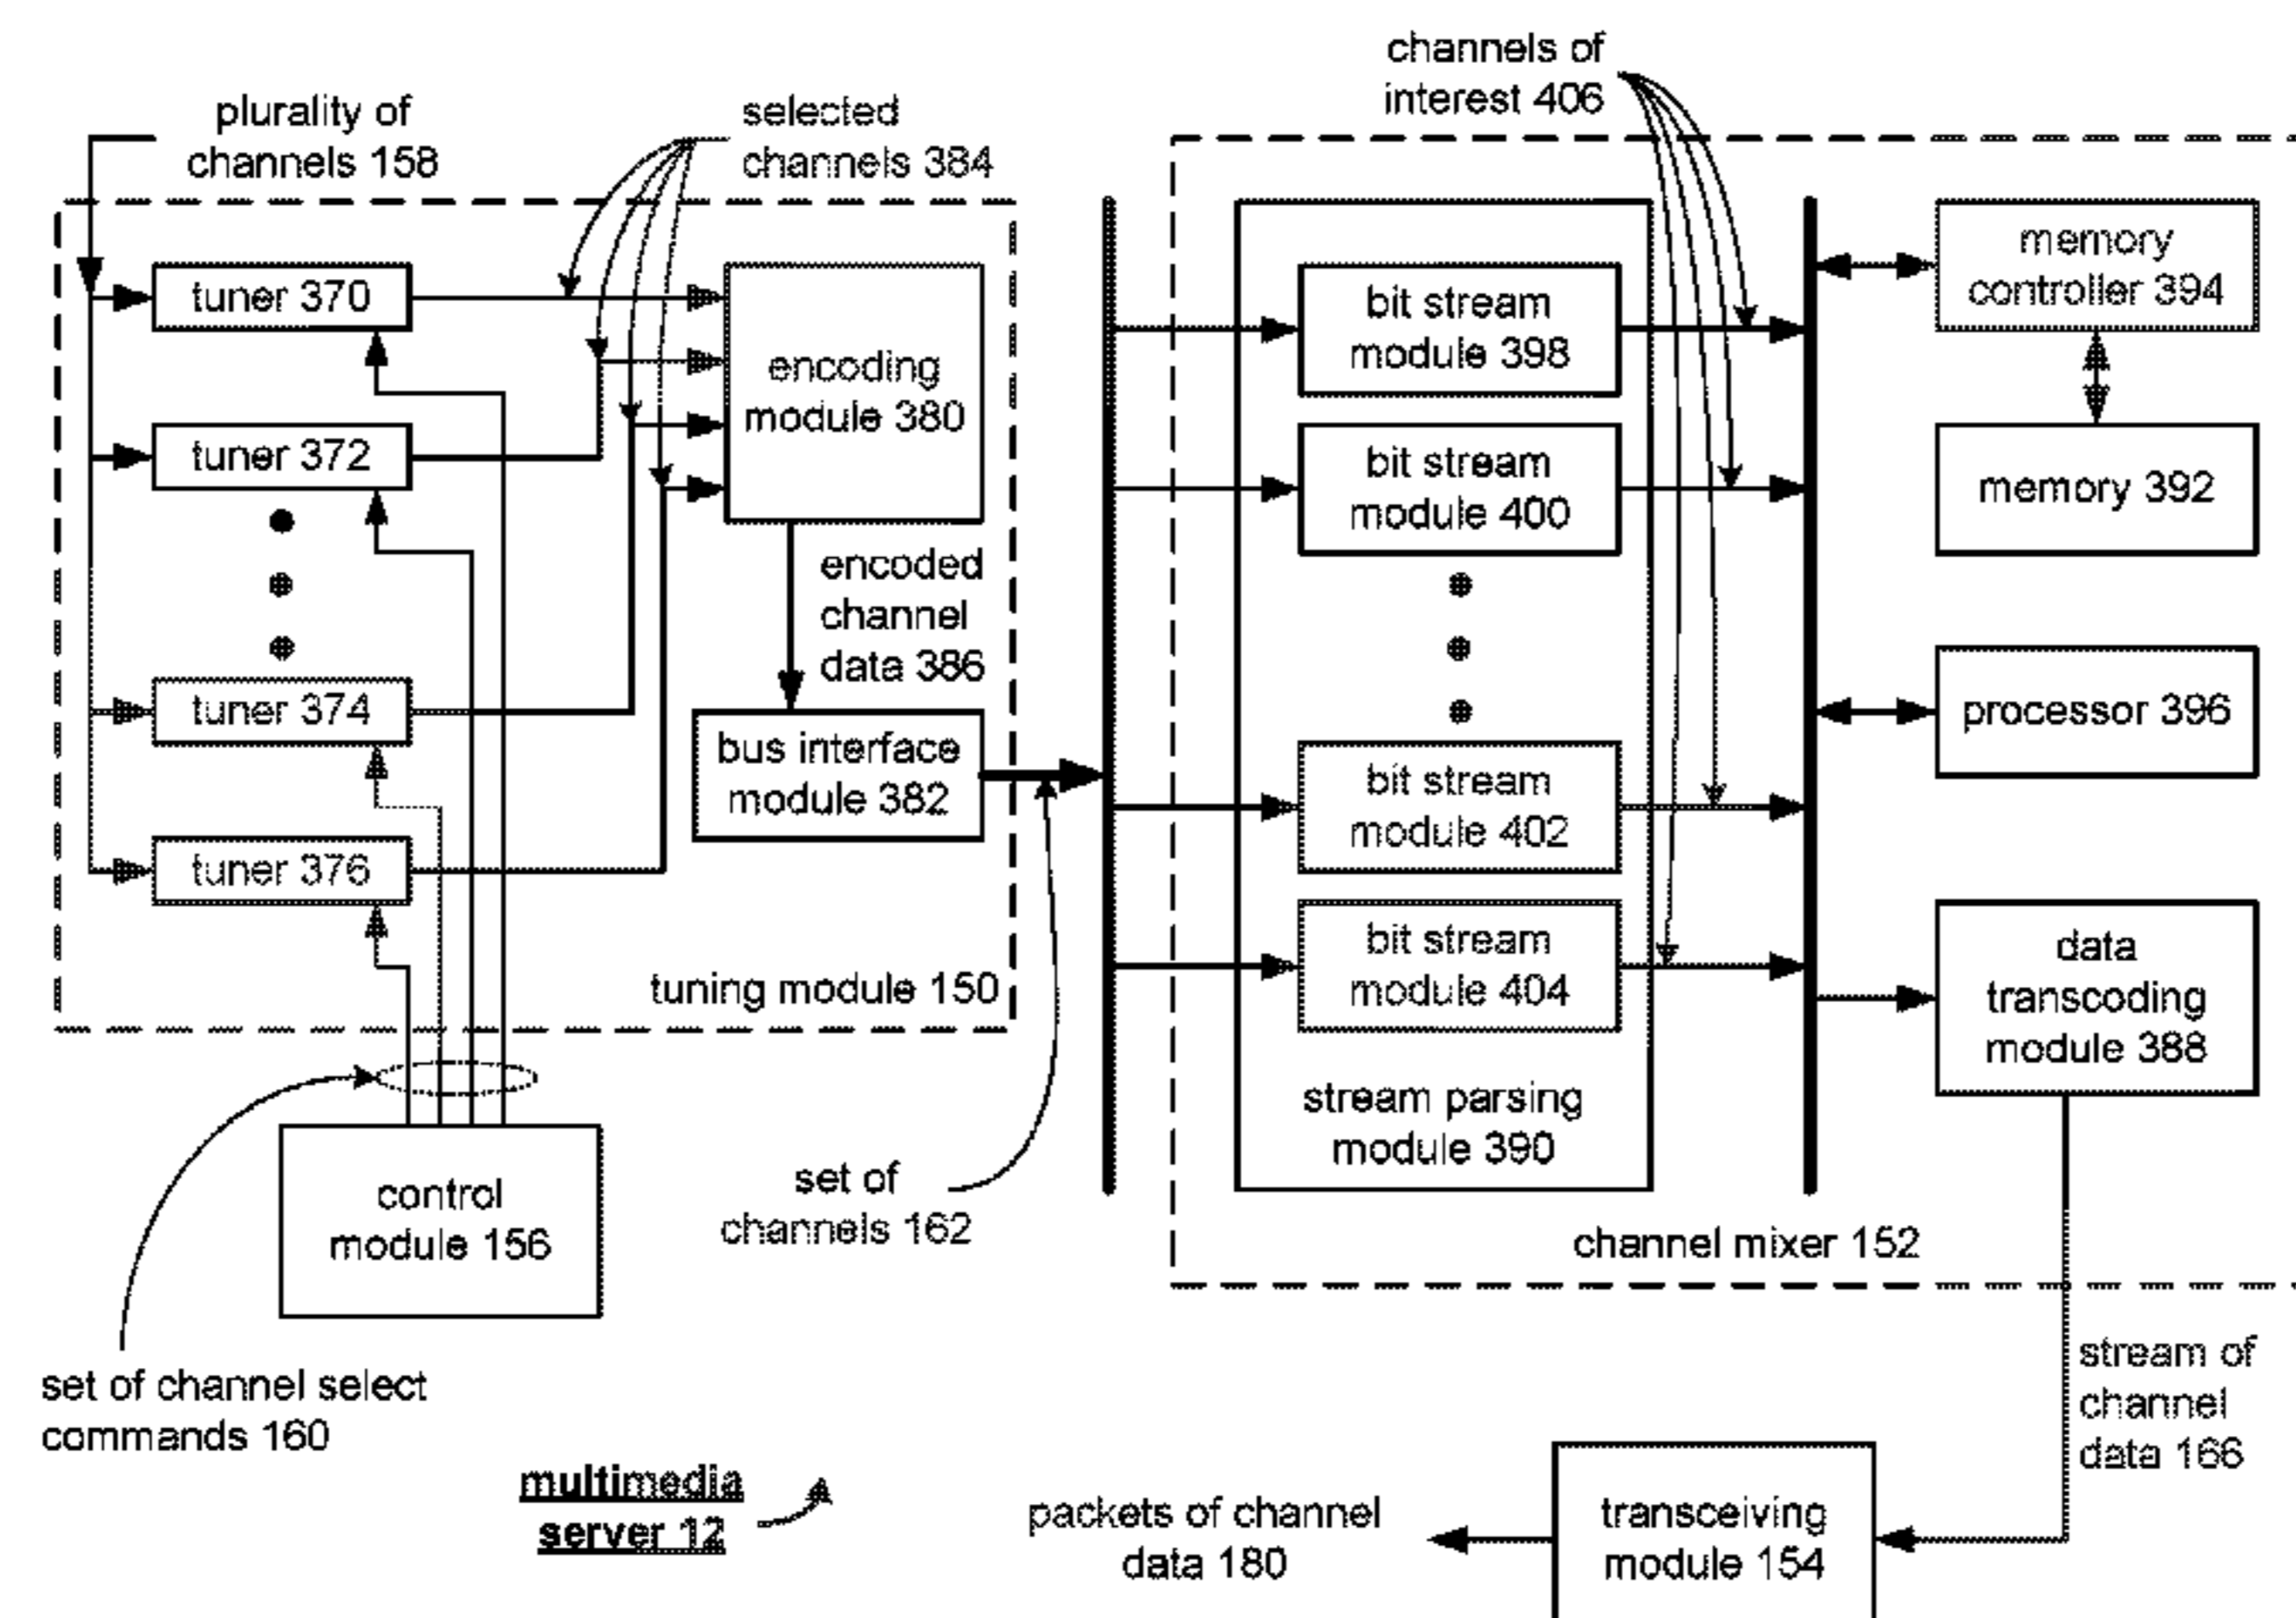 channels of
interest 406
plurality of
channels 158
selected
channels 384
tuner 370
tuner 372
tuner 374
tuner 376
encoding
module 380
encoded
channel
data 386
bus interface
module 382
tuning module 150
control
module 156
set of channel select
commands 160
set of
channels 162
bit stream
module 398
bit stream
module 400
bit stream
module 402
bit stream
module 404
stream parsing
module 390
memory
controller 394
memory 392
processor 396
data
transcoding
module 388
channel mixer 152
stream of
channel
data 166
transceiving
module 154
packets of channel
data 180
multimedia
server 12